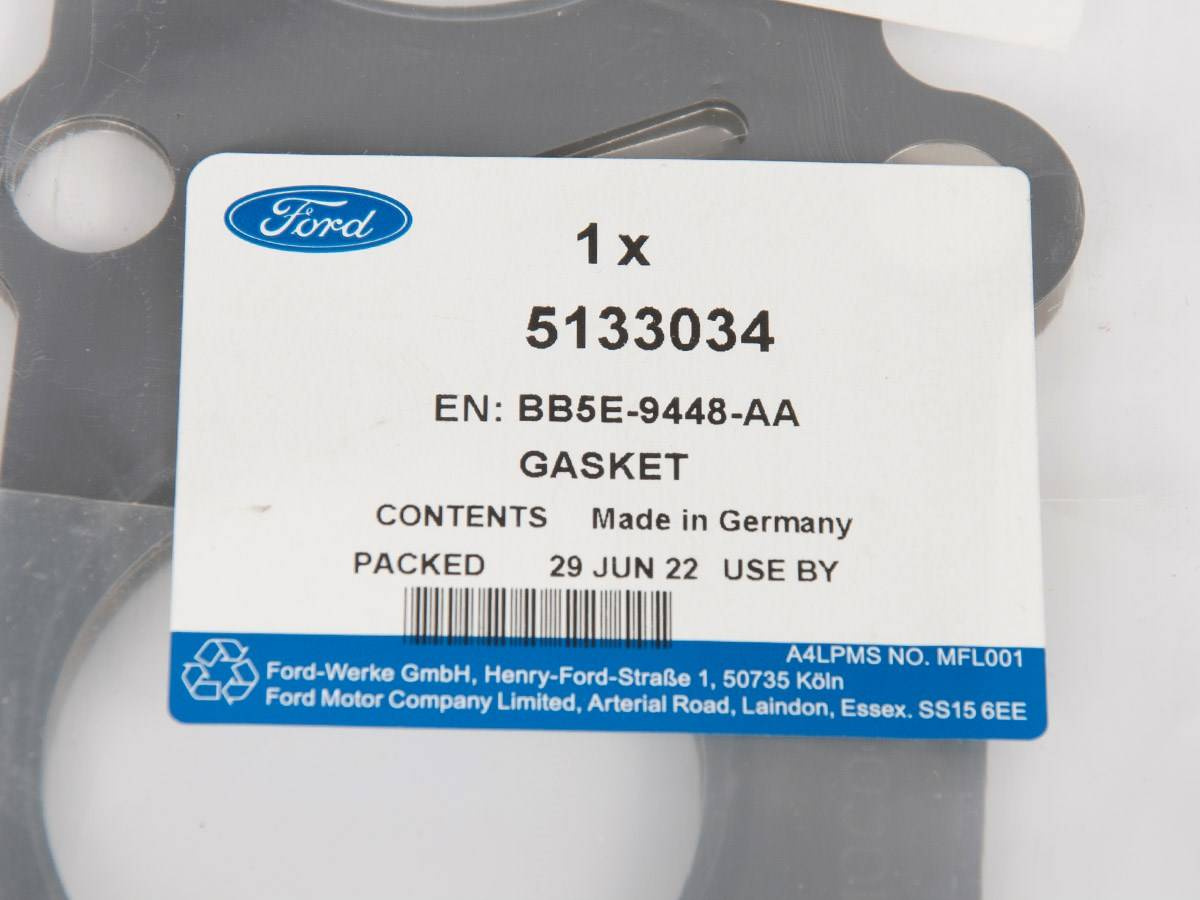 Ford
1 x
5133034
EN: BB5E-9448-AA
GASKET
CONTENTS Made in Germany
PACKED 29 JUN 22 USE BY
A4LPMS NO. MFL001
Ford-Werke GmbH, Henry-Ford-Straße 1, 50735 Köln
Ford Motor Company Limited, Arterial Road, Laindon, Essex. SS15 6EE